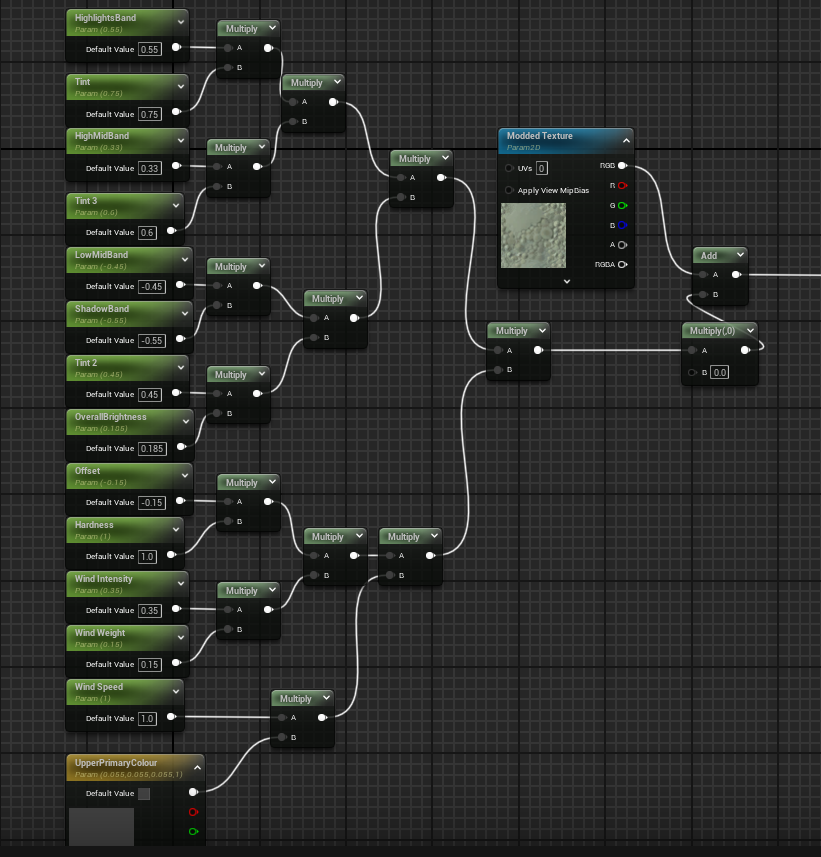 HighlightsBand
Param (0.55)
Default Value 0.55
Multiply
A
B
Tint
Param (0.75)
Default Value 0.75
Multiply
A
B
HighMidBand
Param (0.33)
Default Value 0.33
Multiply
A
B
Tint 3
Param (0.6)
Default Value 0.6
Multiply
A
B
Modded Texture
Param2D
UVs 0
Apply View MipBias
RGB
R
G
B
A
RGBA
LowMidBand
Param (-0.45)
Default Value -0.45
Multiply
A
B
ShadowBand
Param (-0.55)
Default Value -0.55
Multiply
A
B
Add
A
B
Multiply
A
B
Multiply(,0)
A
B 0.0
Tint 2
Param (0.45)
Default Value 0.45
Multiply
A
B
OverallBrightness
Param (0.185)
Default Value 0.185
Offset
Param (-0.15)
Default Value -0.15
Multiply
A
B
Hardness
Param (1)
Default Value 1.0
Multiply
A
B
Multiply
A
B
Wind Intensity
Param (0.35)
Default Value 0.35
Multiply
A
B
Wind Weight
Param (0.15)
Default Value 0.15
Wind Speed
Param (1)
Default Value 1.0
Multiply
A
B
UpperPrimaryColour
Param (0.055,0.055,0.055,1)
Default Value